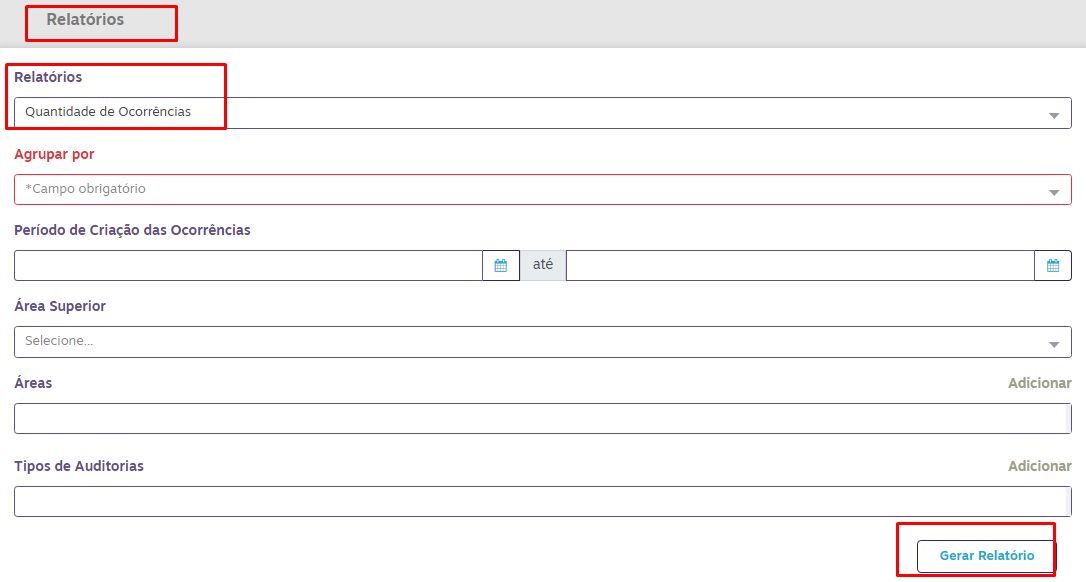 Relatórios
Relatórios
Quantidade de Ocorrências
Agrupar por
*Campo obrigatório
Período de Criação das Ocorrências
até
Área Superior
Selecione...
Áreas Adicionar
Tipos de Auditorias Adicionar
Gerar Relatório